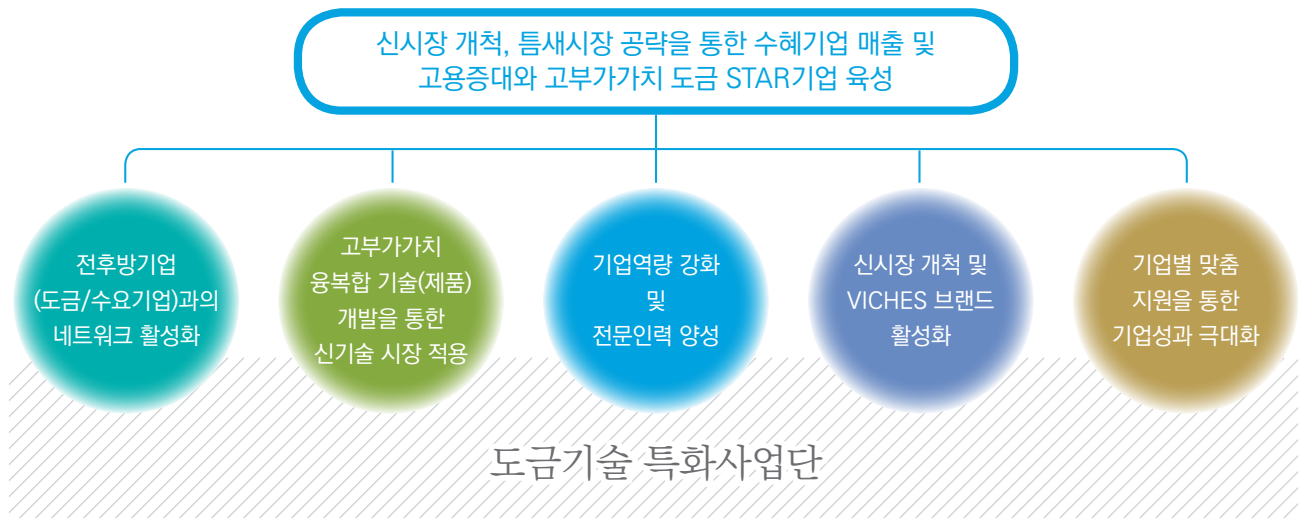 신시장 개척, 틈새시장 공략을 통한 수혜기업 매출 및
고용증대와 고부가가치 도금 STAR기업 육성
전후방기업
(도금/수요기업)과의
네트워크 활성화
고부가가치
융복합 기술(제품)
개발을 통한
신기술 시장 적용
기업역량 강화
및
전문인력 양성
신시장 개척 및
VICHES 브랜드
활성화
기업별 맞춤
지원을 통한
기업성과 극대화
도금기술 특화사업단